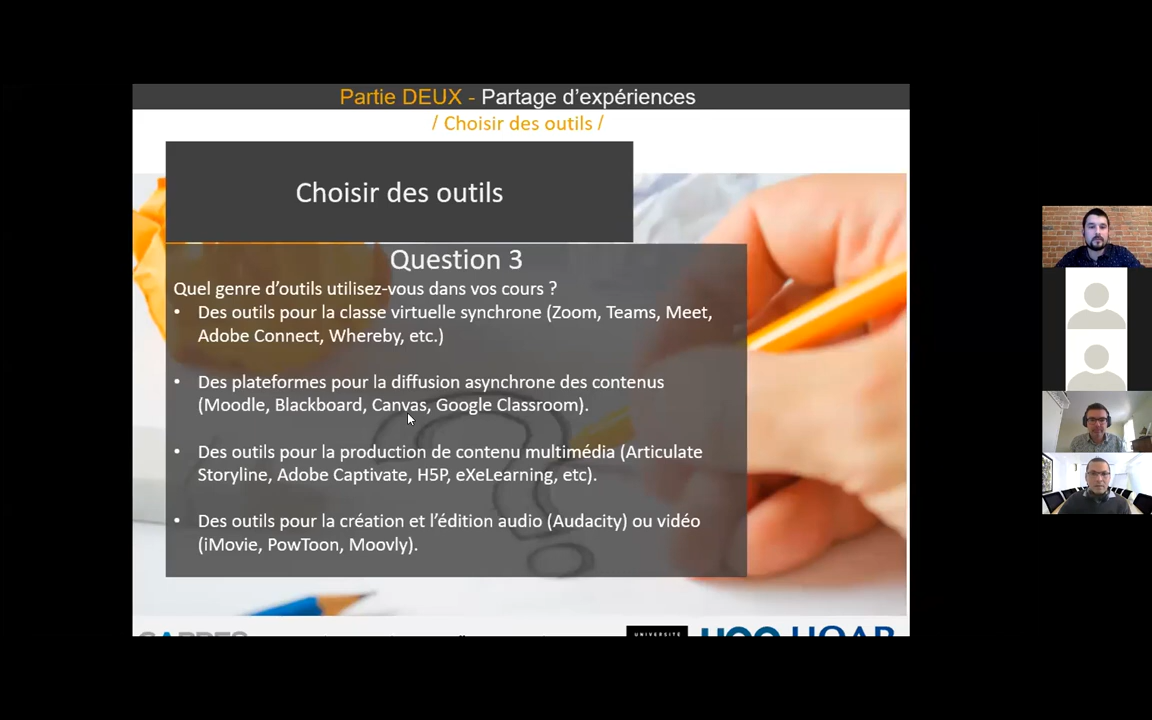 Partie DEUX - Partage d’expériences
/ Choisir des outils /
Choisir des outils
Question 3
Quel genre d’outils utilisez-vous dans vos cours ?
• Des outils pour la classe virtuelle synchrone (Zoom, Teams, Meet,
Adobe Connect, Whereby, etc.)
• Des plateformes pour la diffusion asynchrone des contenus
(Moodle, Blackboard, Canvas, Google Classroom).
• Des outils pour la production de contenu multimédia (Articulate
Storyline, Adobe Captivate, H5P, eXeLearning, etc).
• Des outils pour la création et l’édition audio (Audacity) ou vidéo
(iMovie, PowToon, Moovly).
UNIVERSITÉ
UQAR